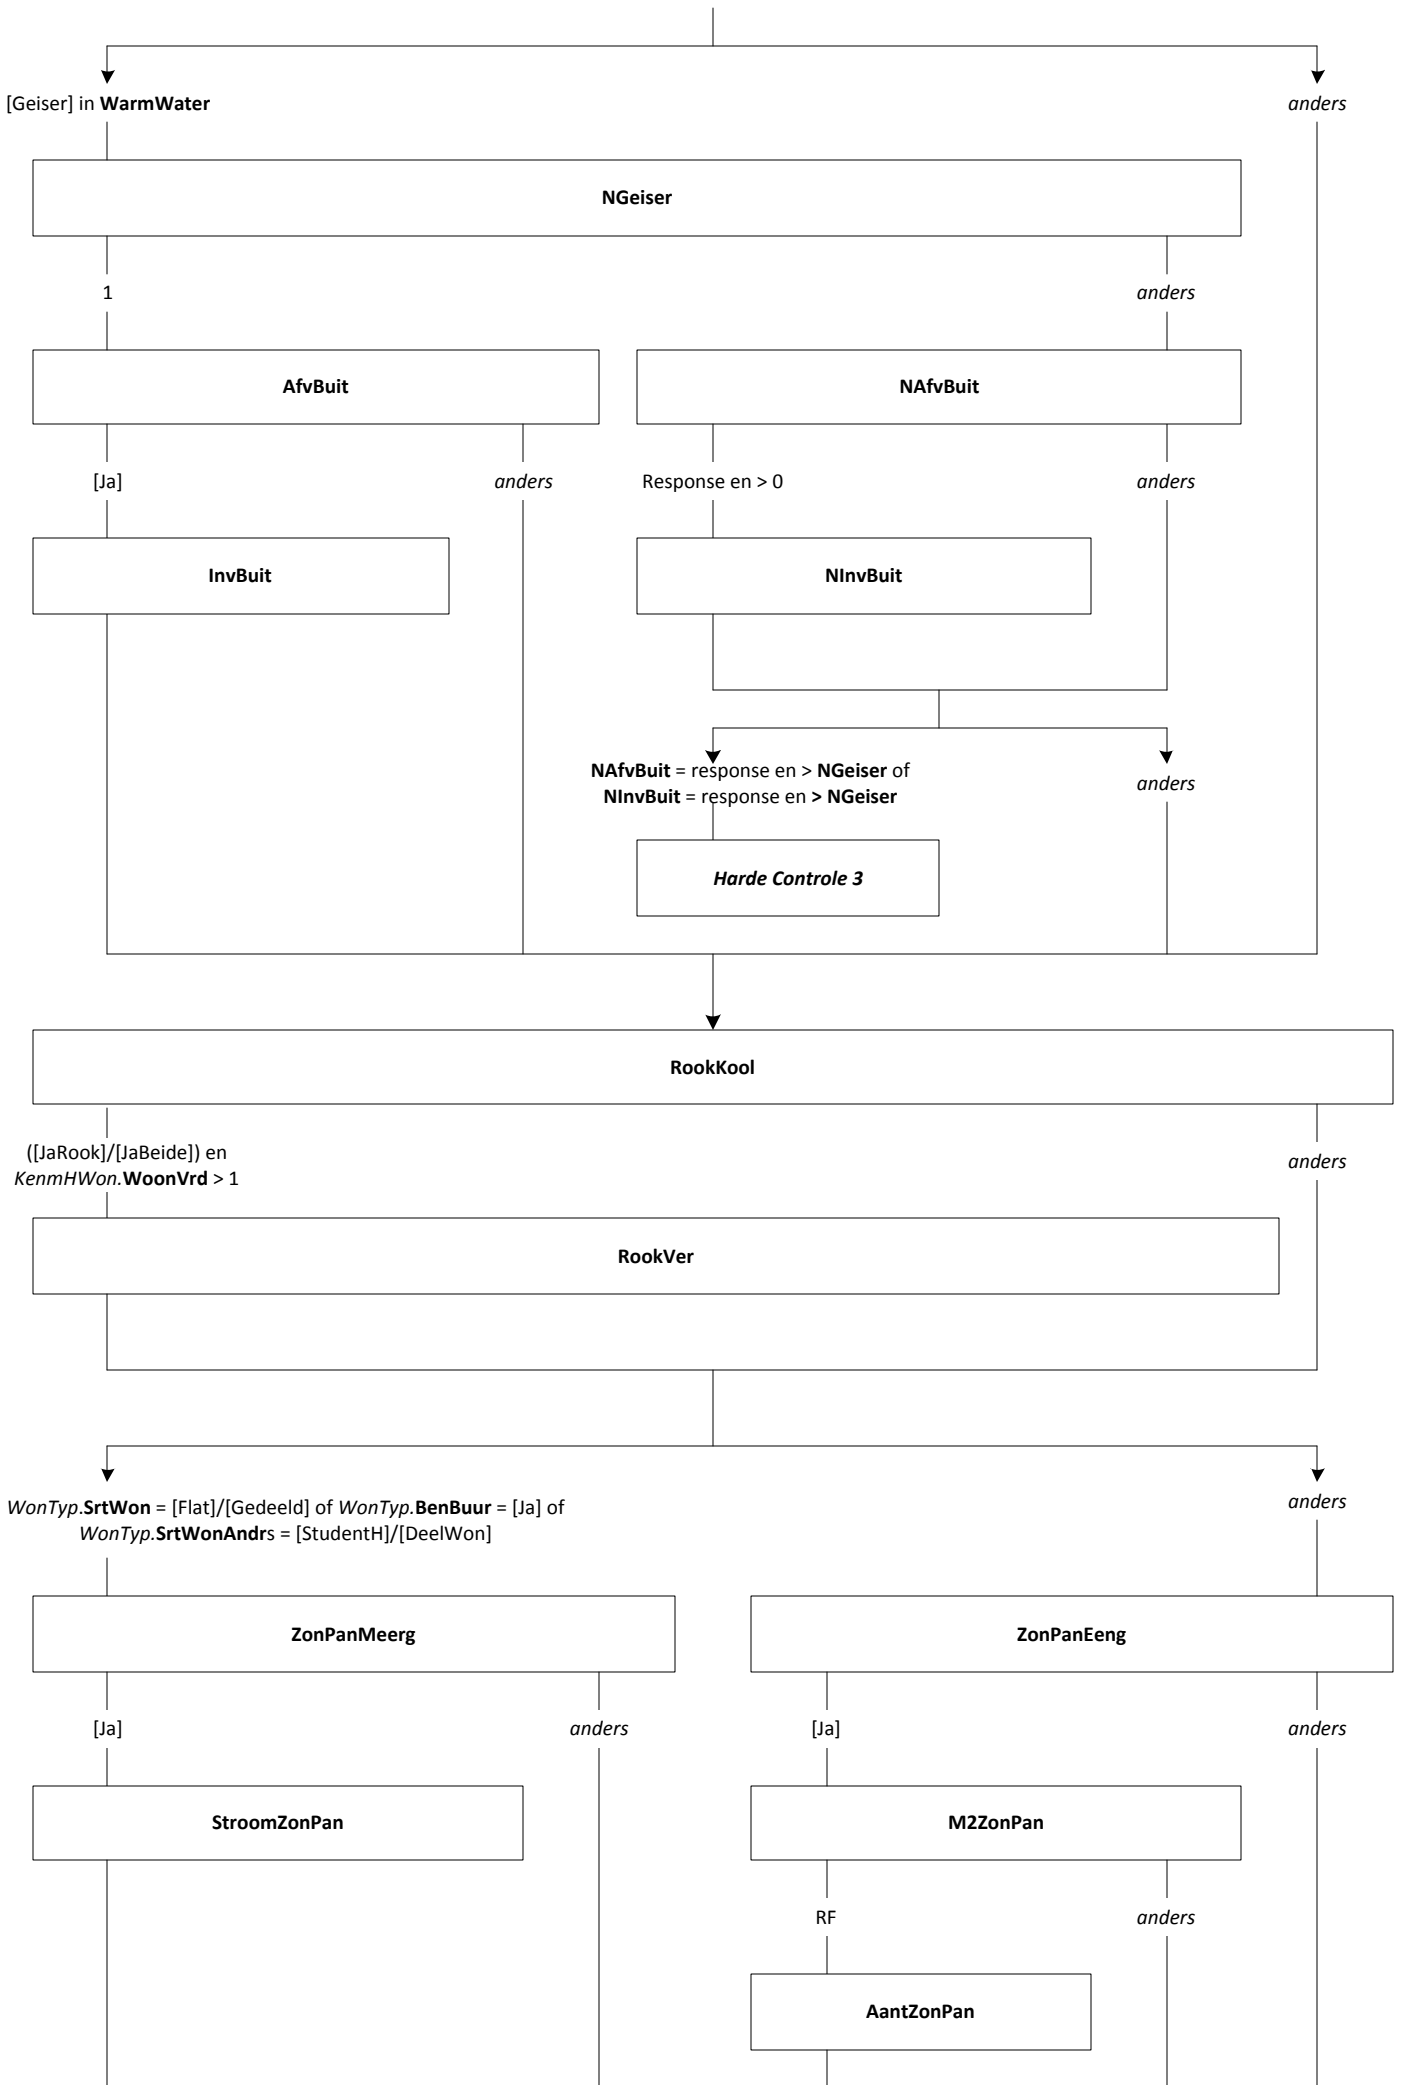 [Geiser] in WarmWater
anders
NGeiser
1
anders
AfvBuit
NAfvBuit
[Ja]
anders
Response en > 0
anders
InvBuit
NInvBuit
NAfvBuit = response en > NGeiser of
NInvBuit = response en > NGeiser
anders
Harde Controle 3
RookKool
([JaRook]/[JaBeide]) en
KenmHWon.WoonVrd > 1
anders
RookVer
WonTyp.SrtWon = [Flat]/[Gedeeld] of WonTyp.BenBuur = [Ja] of
WonTyp.SrtWonAndrs = [StudentH]/[DeelWon]
anders
ZonPanMeerg
ZonPanEeng
[Ja]
anders
[Ja]
anders
StroomZonPan
M2ZonPan
RF
anders
AantZonPan